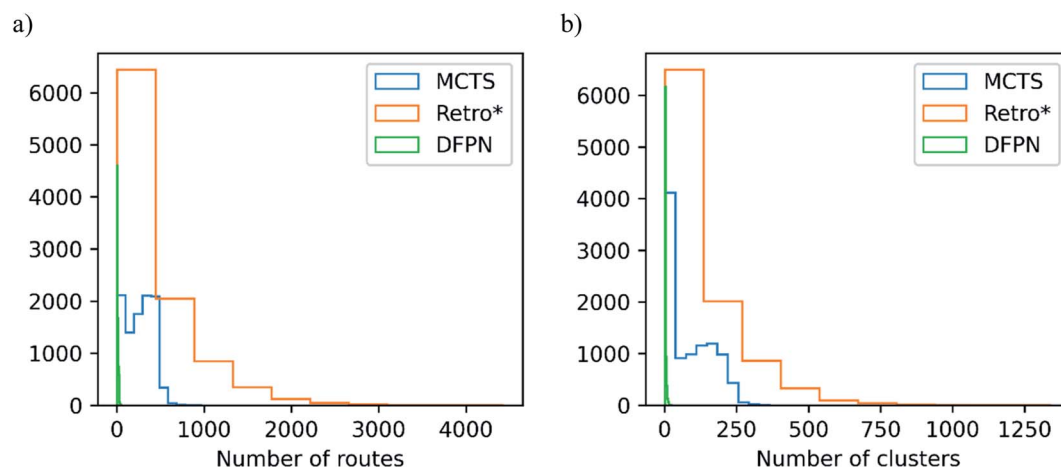 a)
6000
5000
4000
3000
2000
1000
0
MCTS
Retro*
DFPN
0 1000 2000 3000 4000
Number of routes
b)
6000
5000
4000
3000
2000
1000
0
MCTS
Retro*
DFPN
0 250 500 750 1000 1250
Number of clusters